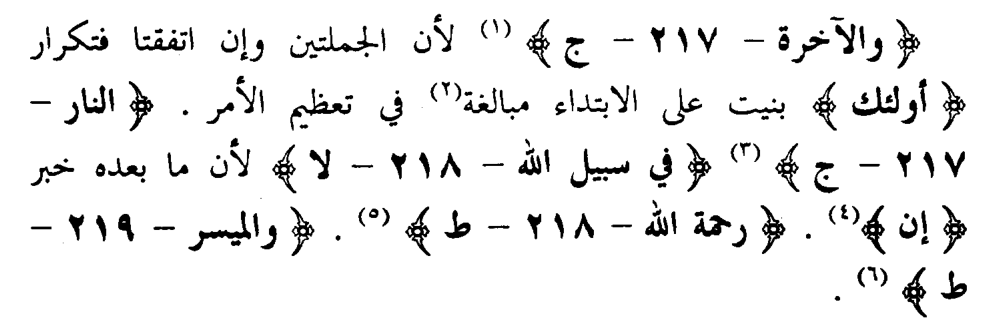 ﴿ والآخرة – ٢١٧ – ج ﴾ (١) لأن الجملتين وإن اتفقتا فتكرار
﴿ أولئك ﴾ بنيت على الابتداء مبالغة(٢) في تعظيم الأمر . ﴿ النار –
٢١٧ – ج ﴾ (٣) ﴿ في سبيل الله – ٢١٨ – لا ﴾ لأن ما بعده خبر
﴿ إن ﴾(٤) . ﴿ رحمة الله – ٢١٨ – ط ﴾ (٥) . ﴿ والميسر – ٢١٩ –
ط ﴾ (٦) .